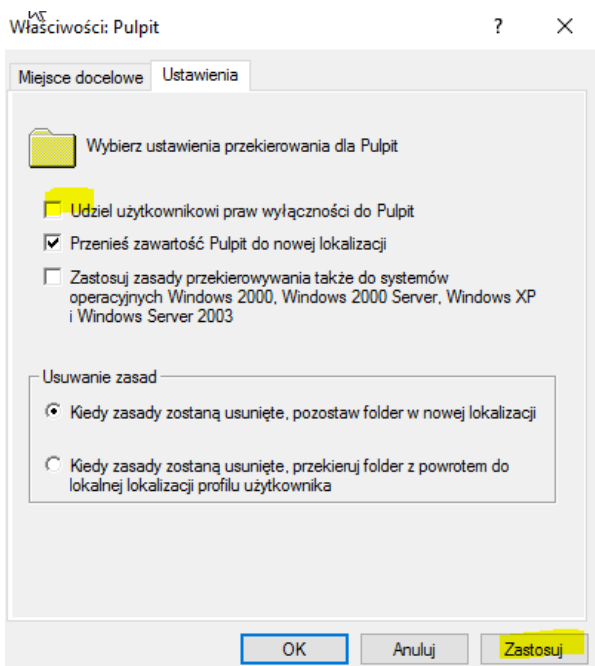 Właściwości: Pulpit ?
Miejsce docelowe Ustawienia
Wybierz ustawienia przekierowania dla Pulpit
Udziel użytkownikowi praw wyłączności do Pulpit
Przenieś zawartość Pulpit do nowej lokalizacji
Zastosuj zasady przekierowywania także do systemów
operacyjnych Windows 2000, Windows 2000 Server, Windows XP
i Windows Server 2003
Usuwanie zasad
Kiedy zasady zostaną usunięte, pozostaw folder w nowej lokalizacji
Kiedy zasady zostaną usunięte, przekieruj folder z powrotem do
lokalnej lokalizacji profilu użytkownika
OK Anuluj Zastosuj